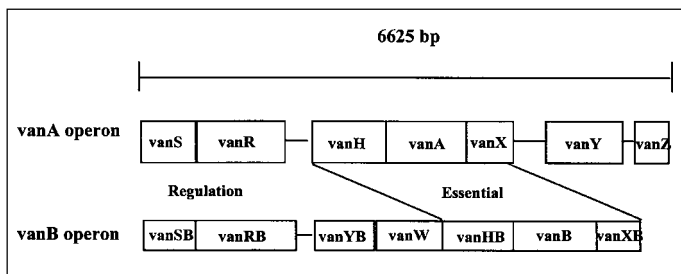 6625 bp
vanA operon
vanS vanR vanH vanA vanX vanY vanZ
Regulation Essential
vanB operon
vanSB vanRB vanYB vanW vanHB vanB vanXB